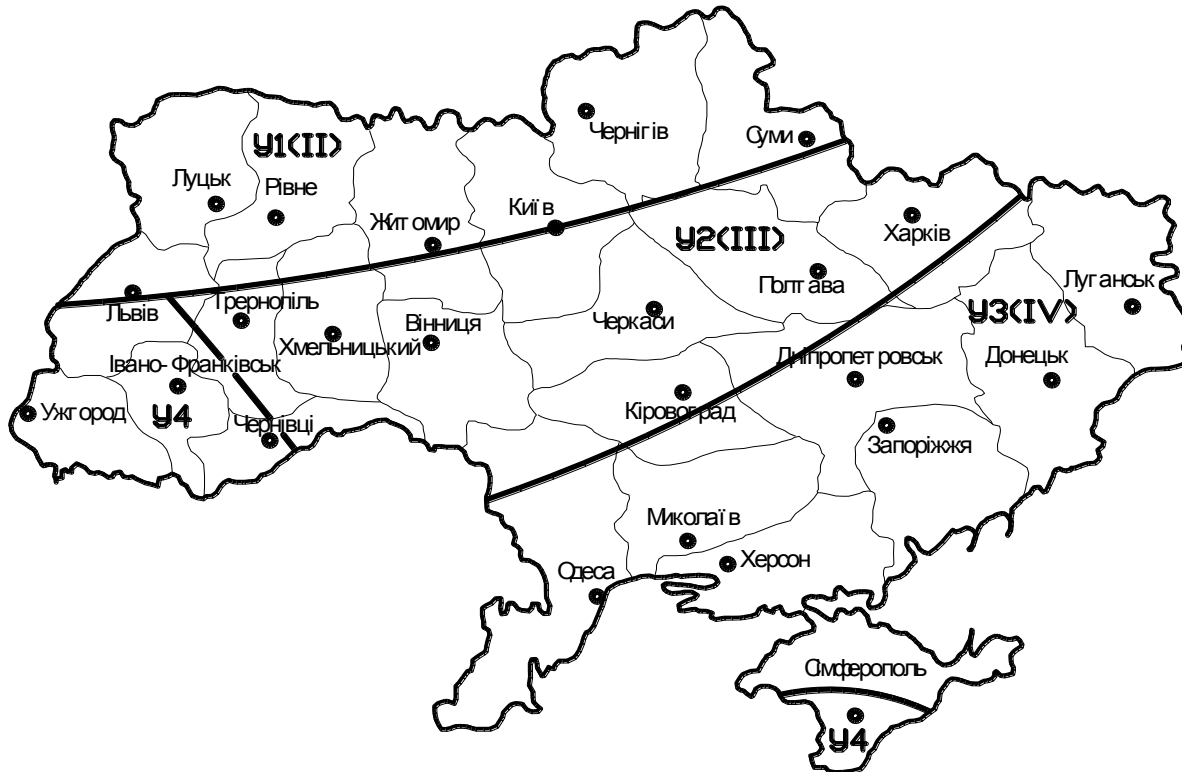 Чернігів
Суми
У1(II)
Луцьк
Рівне
Київ
Житомир
У2(III)
Харків
Полтава
Луганськ
Львів
Трернопіль
Вінниця
Черкаси
У3(IV)
Хмельницький
Івано-Франківськ
Дніпропетровськ
Донецьк
Ужгород
У4
Чернівці
Кіровоград
Запоріжжя
Миколаїв
Херсон
Одеса
Сімферополь
У4